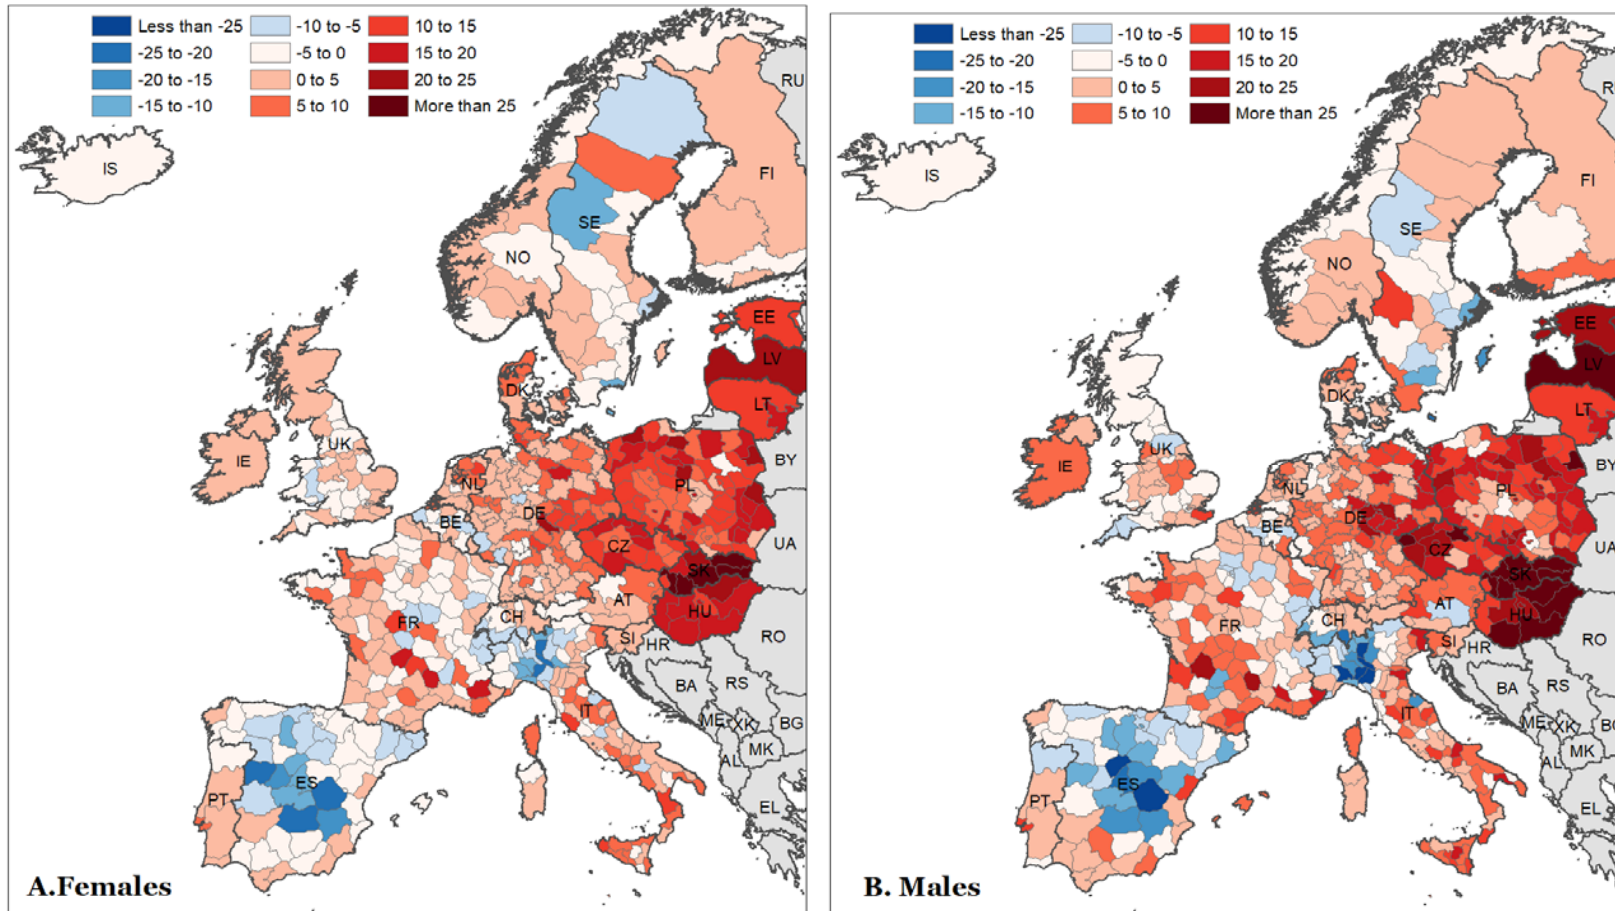 Less than -25 -10 to -5 10 to 15
-25 to -20 -5 to 0 15 to 20
-20 to -15 0 to 5 20 to 25
-15 to -10 5 to 10 More than 25
RU
IS
FI
SE
NO
EE
LV
DK
LT
UK
IE
BY
NL
PL
BE
DE
UA
CZ
SK
HU
AT
CH
FR
SI
HR
RO
BA
RS
IT
ME
XK
BG
MK
AL
ES
PT
EL
A.Females
Less than -25 -10 to -5 10 to 15
-25 to -20 -5 to 0 15 to 20
-20 to -15 0 to 5 20 to 25
-15 to -10 5 to 10 More than 25
IS
FI
SE
NO
EE
LV
DK
LT
UK
IE
BY
NL
PL
BE
DE
UA
CZ
SK
HU
AT
CH
FR
SI
HR
RO
BA
RS
IT
ME
XK
MK
AL
ES
PT
EL
B. Males